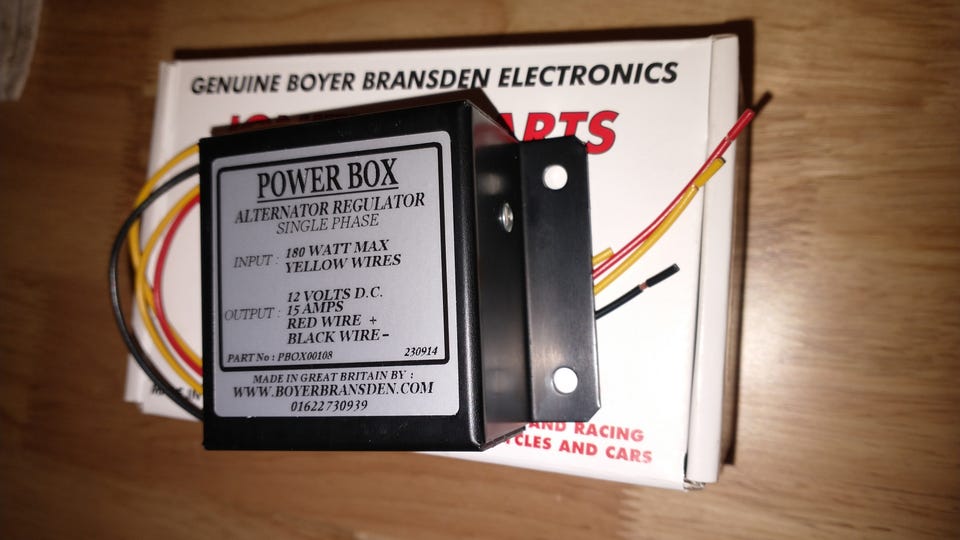 GENUINE BOYER BRANSDEN ELECTRONICS
POWER BOX
ALTERNATOR REGULATOR
SINGLE PHASE
INPUT : 180 WATT MAX
YELLOW WIRES
OUTPUT : 12 VOLTS D.C.
15 AMPS
RED WIRE +
BLACK WIRE -
PART No : PBOX00108 230914
MADE IN GREAT BRITAIN BY :
WWW.BOYERBRANSDEN.COM
01622 730939
AND RACING
AND CARS